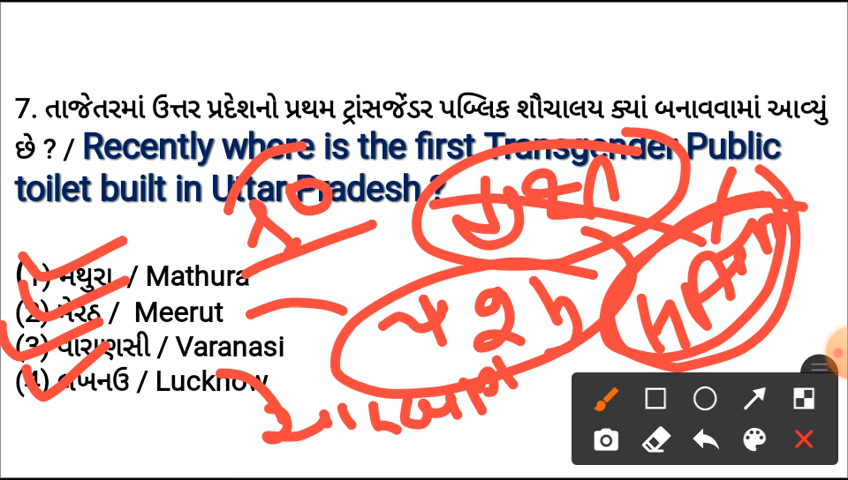 7. તાજેતરમાં ઉત્તર પ્રદેશનો પ્રથમ ટ્રાંસજેંડર પબ્લિક શૌચાલય ક્યાં બનાવવામાં આવ્યું
છે ? / Recently where is the first Transgender Public
toilet built in Uttar Pradesh ?
10
(1) મથુરા / Mathura
(2) મેરઠ / Meerut
(3) વારાણસી / Varanasi
(4) લખનઉ / Lucknow